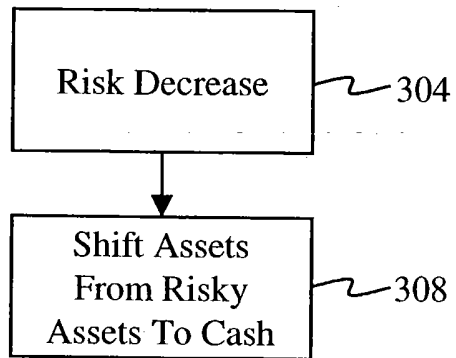 Risk Decrease
304
Shift Assets
From Risky
308
Assets To Cash